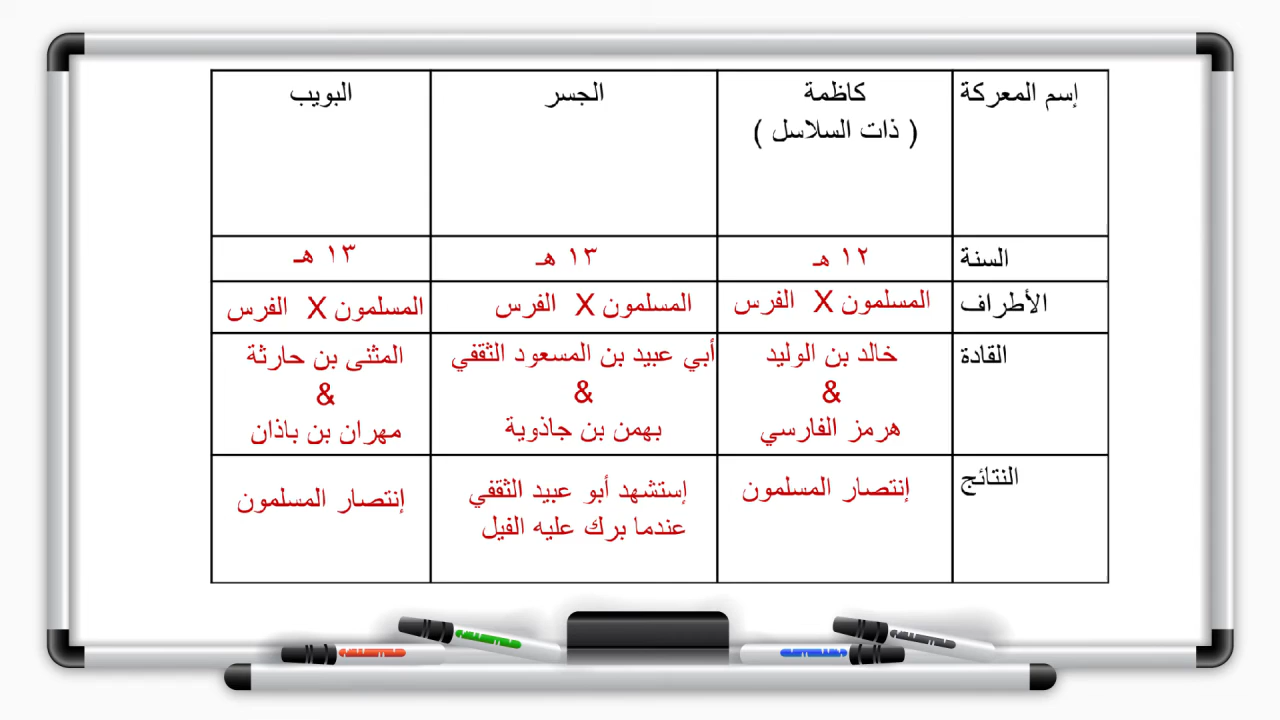 إسم المعركة
كاظمة
( ذات السلاسل )
الجسر
البويب
السنة
١٢ هـ
١٣ هـ
١٣ هـ
الأطراف
المسلمون X الفرس
المسلمون X الفرس
المسلمون X الفرس
القادة
خالد بن الوليد
&
هرمز الفارسي
أبي عبيد بن المسعود الثقفي
&
بهمن بن جاذوية
المثنى بن حارثة
&
مهران بن باذان
النتائج
إنتصار المسلمون
إستشهد أبو عبيد الثقفي
عندما برك عليه الفيل
إنتصار المسلمون